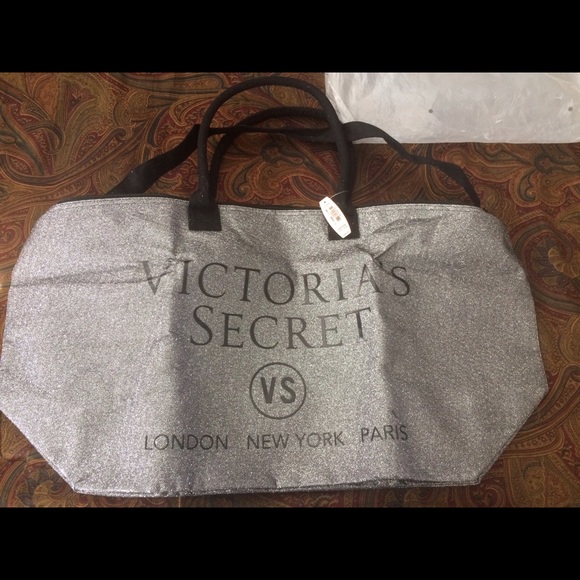 VICTORIA'S
SECRET
VS
LONDON NEW YORK PARIS